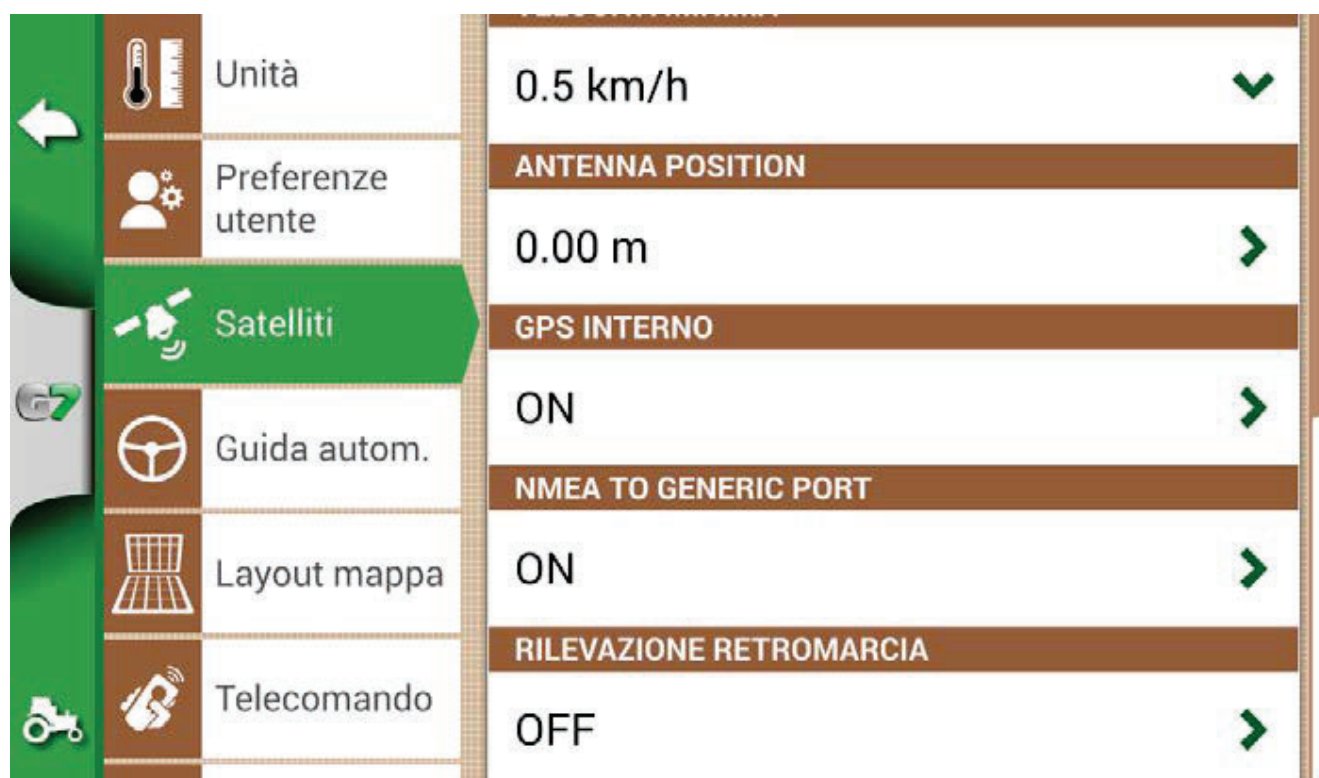 Unità
Preferenze
utente
Satelliti
Guida autom.
Layout mappa
Telecomando
G7
0.5 km/h
ANTENNA POSITION
0.00 m
GPS INTERNO
ON
NMEA TO GENERIC PORT
ON
RILEVAZIONE RETROMARCIA
OFF